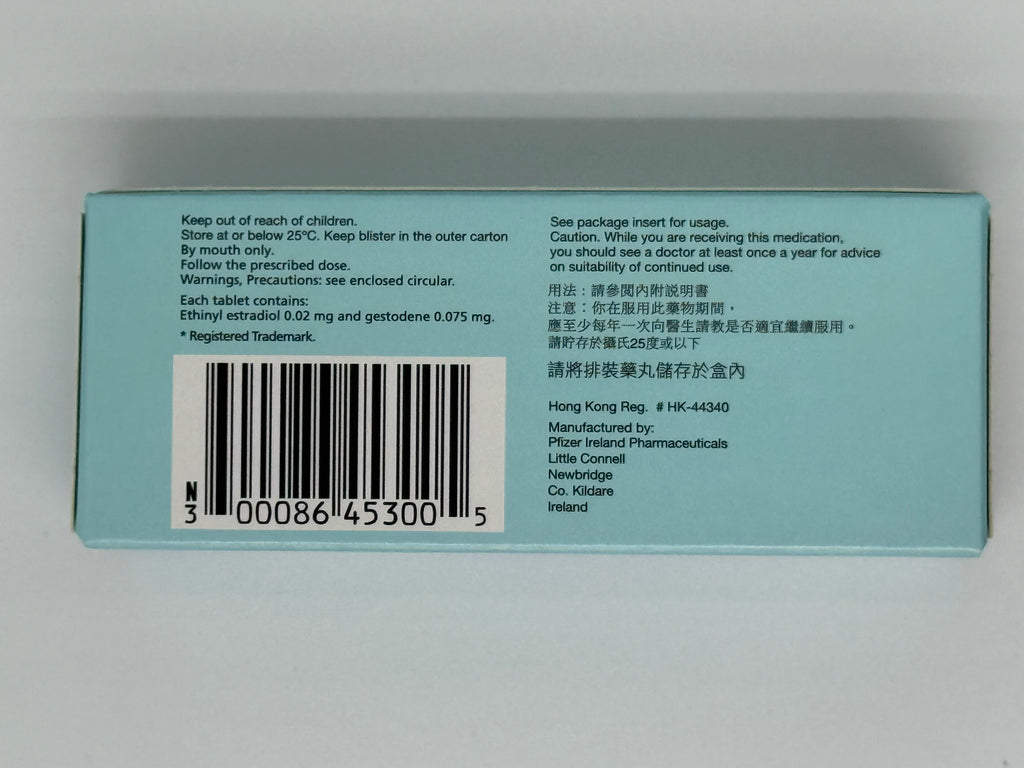 Keep out of reach of children.
Store at or below 25°C. Keep blister in the outer carton
By mouth only.
Follow the prescribed dose.
Warnings, Precautions: see enclosed circular.
Each tablet contains:
Ethinyl estradiol 0.02 mg and gestodene 0.075 mg.
* Registered Trademark.
N
3 00086 45300 5
See package insert for usage.
Caution. While you are receiving this medication,
you should see a doctor at least once a year for advice
on suitability of continued use.
用法：請參閱內附說明書
注意：你在服用此藥物期間，
應至少每年一次向醫生請教是否適宜繼續服用。
請貯存於攝氏25度或以下
請將排裝藥丸儲存於盒內
Hong Kong Reg. # HK-44340
Manufactured by:
Pfizer Ireland Pharmaceuticals
Little Connell
Newbridge
Co. Kildare
Ireland